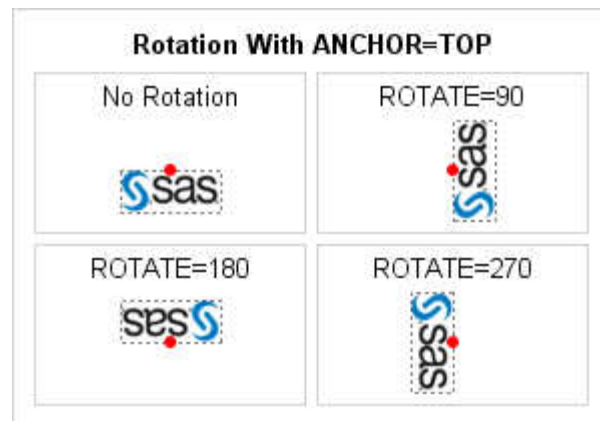 Rotation With ANCHOR=TOP
No Rotation
ROTATE=90
sas
sas
ROTATE=180
ROTATE=270
sas
sas